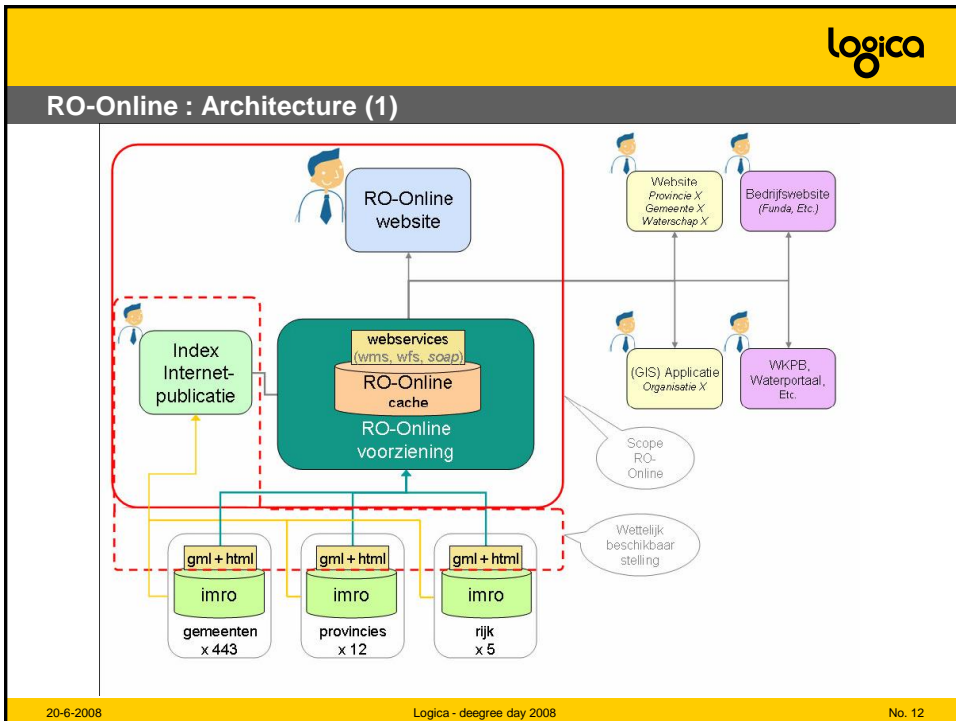 logica
RO-Online : Architecture (1)
RO-Online
website
Website
Provincie X
Gemeente X
Waterschap X
Bedrijfswebsite
(Funda, Etc.)
Index
Internet-
publicatie
webservices
(wms, wfs, soap)
RO-Online
cache
RO-Online
voorziening
(GIS) Applicatie
Organisatie X
WKPB,
Waterportaal,
Etc.
Scope
RO-
Online
Wettelijk
beschikbaar
stelling
gml + html
imro
gemeenten
x 443
gml + html
imro
provincies
x 12
gml + html
imro
rijk
x 5
20-6-2008
Logica - deegree day 2008
No. 12